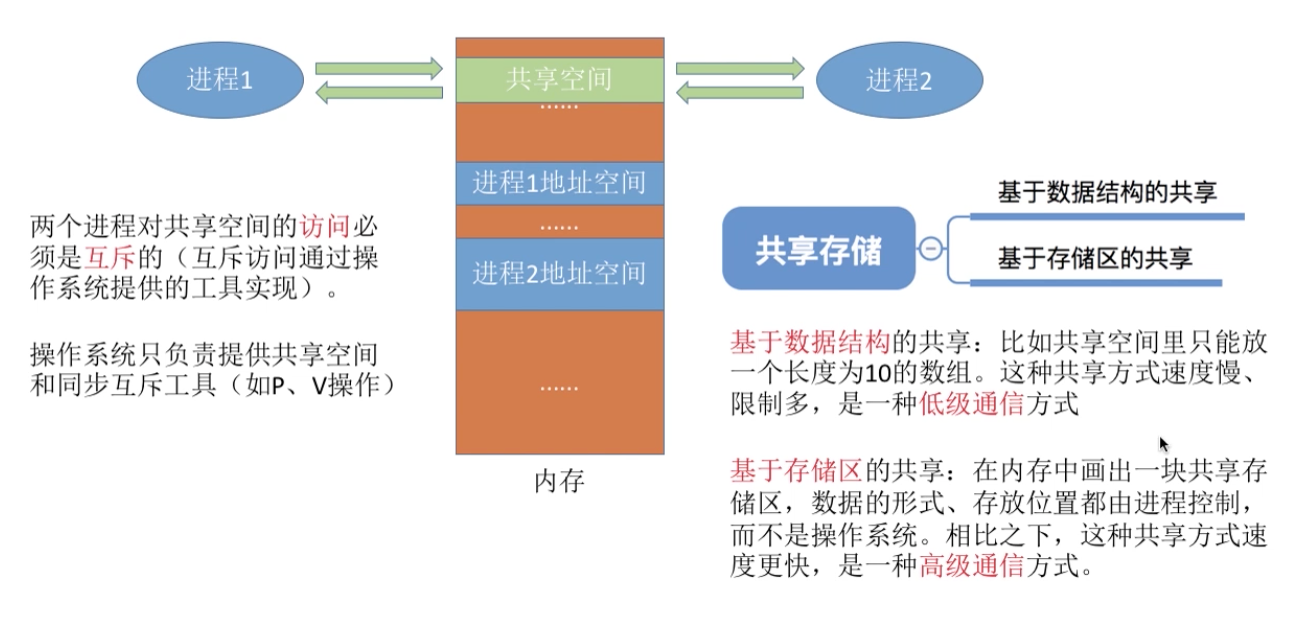 进程1
共享空间
进程2
......
进程1地址空间
......
进程2地址空间
......
内存
两个进程对共享空间的访问必
须是互斥的（互斥访问通过操
作系统提供的工具实现）。
操作系统只负责提供共享空间
和同步互斥工具（如P、V操作）
共享存储
基于数据结构的共享
基于存储区的共享
基于数据结构的共享：比如共享空间里只能放
一个长度为10的数组。这种共享方式速度慢、
限制多，是一种低级通信方式
基于存储区的共享：在内存中画出一块共享存
储区，数据的形式、存放位置都由进程控制，
而不是操作系统。相比之下，这种共享方式速
度更快，是一种高级通信方式。